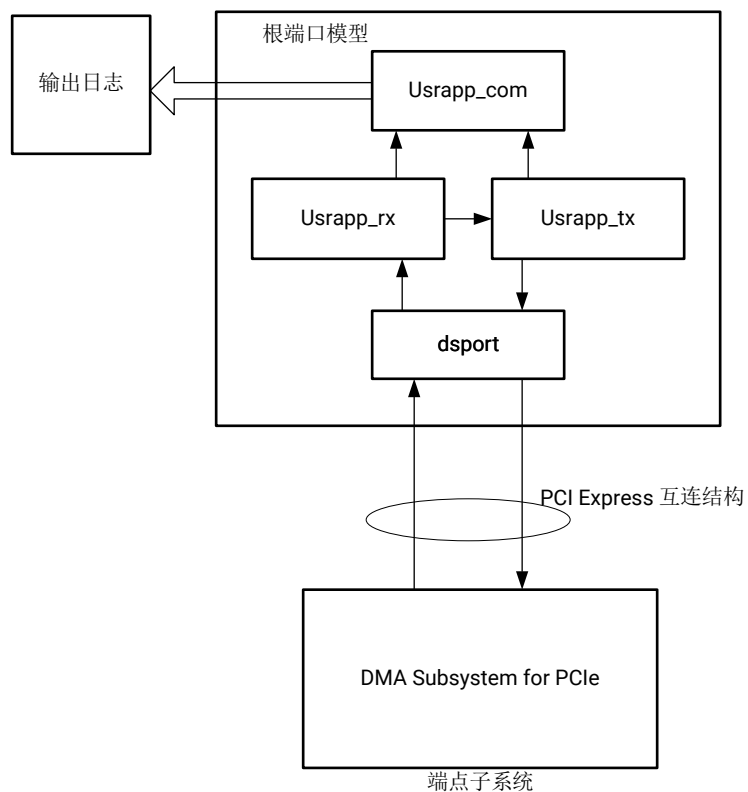 根端口模型
输出日志
Usrapp_com
Usrapp_rx
Usrapp_tx
dsport
PCI Express 互连结构
DMA Subsystem for PCIe
端点子系统